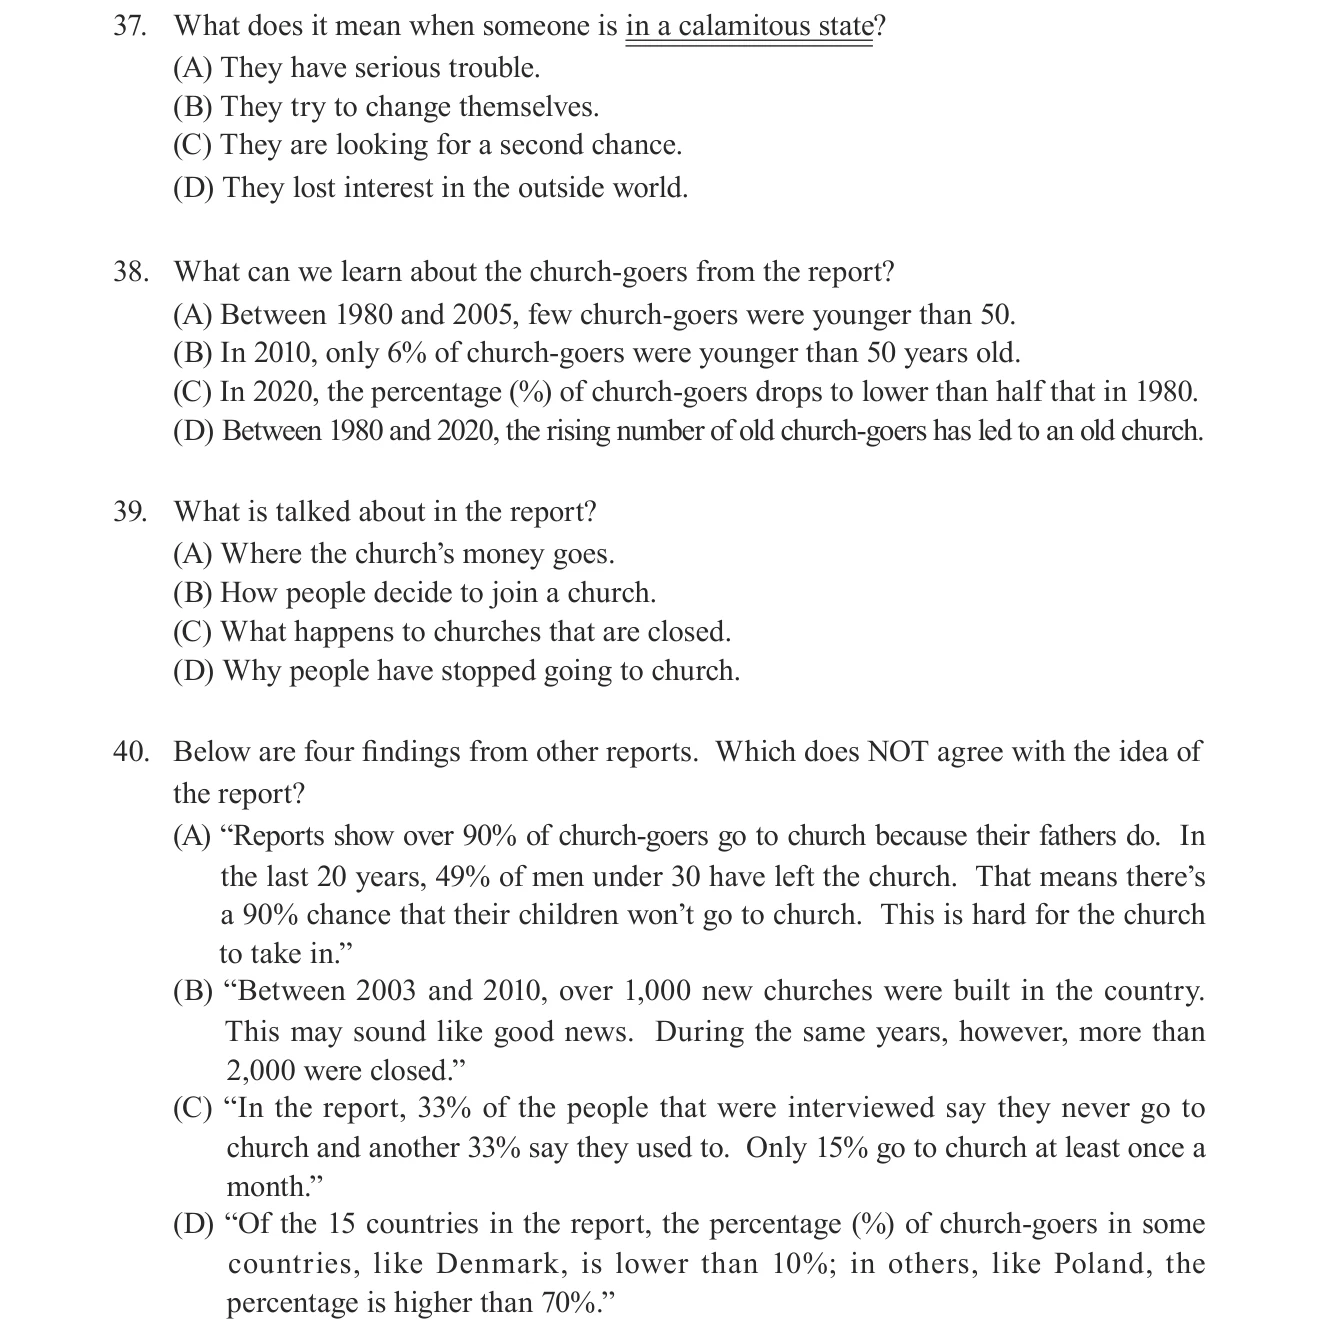 37. What does it mean when someone is in a calamitous state?
(A) They have serious trouble.
(B) They try to change themselves.
(C) They are looking for a second chance.
(D) They lost interest in the outside world.
38. What can we learn about the church-goers from the report?
(A) Between 1980 and 2005, few church-goers were younger than 50.
(B) In 2010, only 6% of church-goers were younger than 50 years old.
(C) In 2020, the percentage (%) of church-goers drops to lower than half that in 1980.
(D) Between 1980 and 2020, the rising number of old church-goers has led to an old church.
39. What is talked about in the report?
(A) Where the church’s money goes.
(B) How people decide to join a church.
(C) What happens to churches that are closed.
(D) Why people have stopped going to church.
40. Below are four findings from other reports. Which does NOT agree with the idea of
the report?
(A) “Reports show over 90% of church-goers go to church because their fathers do. In
the last 20 years, 49% of men under 30 have left the church. That means there’s
a 90% chance that their children won’t go to church. This is hard for the church
to take in.”
(B) “Between 2003 and 2010, over 1,000 new churches were built in the country.
This may sound like good news. During the same years, however, more than
2,000 were closed.”
(C) “In the report, 33% of the people that were interviewed say they never go to
church and another 33% say they used to. Only 15% go to church at least once a
month.”
(D) “Of the 15 countries in the report, the percentage (%) of church-goers in some
countries, like Denmark, is lower than 10%; in others, like Poland, the
percentage is higher than 70%.”